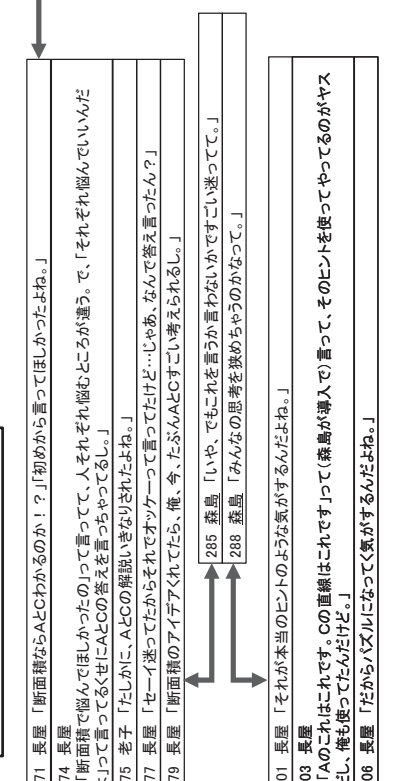 71 長屋 「断面積ならAとCわかるのか！？」「初めから言ってほしかったよね。」
74 長屋
「断面積で悩んでほしかったの」って言ってて、人それぞれ悩むところが違う。で、「それぞれ悩んでいいんだ
よ」って言ってるくせにAとCの答えを言っちゃってるし。」
75 老子 「たしかに、AとCの解説いきなりされたよね。」
77 長屋 「セーイ迷ってたからそれでオッケーって言ってたけど…じゃあ、なんで答え言ったん？」
79 長屋 「断面積のアイデアくれてたら、俺、今、たぶんAとCすごい考えられるし。」
285 森島 「いや、でもこれを言うか言わないかですごい迷ってて。」
288 森島 「みんなの思考を狭めちゃうのかなって。」
01 長屋 「それが本当のヒントのような気がするんだよね。」
03 長屋
「Aのこれはこれです。Cの直線はこれです」って（森島が導入で）言って、そのヒントを使ってやってるのがヤス
だし、俺も使ってたんだけど。」
06 長屋 「だからパズルになってく気がするんだよね。」